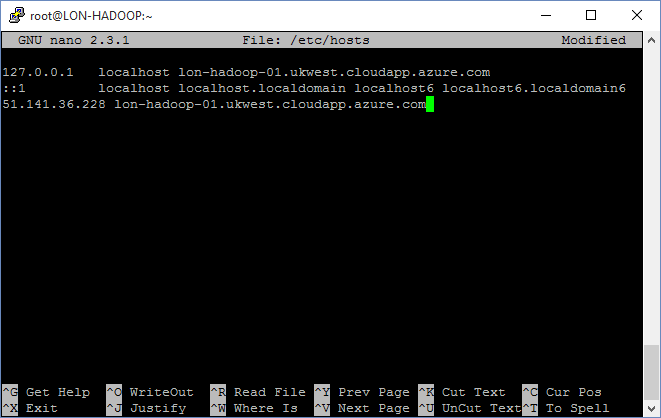 root@LON-HADOOP:~
GNU nano 2.3.1 File: /etc/hosts Modified
127.0.0.1 localhost lon-hadoop-01.ukwest.cloudapp.azure.com
::1 localhost localhost.localdomain localhost6 localhost6.localdomain6
51.141.36.228 lon-hadoop-01.ukwest.cloudapp.azure.com
^G Get Help ^O WriteOut ^R Read File ^Y Prev Page ^K Cut Text ^C Cur Pos
^X Exit ^J Justify ^W Where Is ^V Next Page ^U UnCut Text ^T To Spell